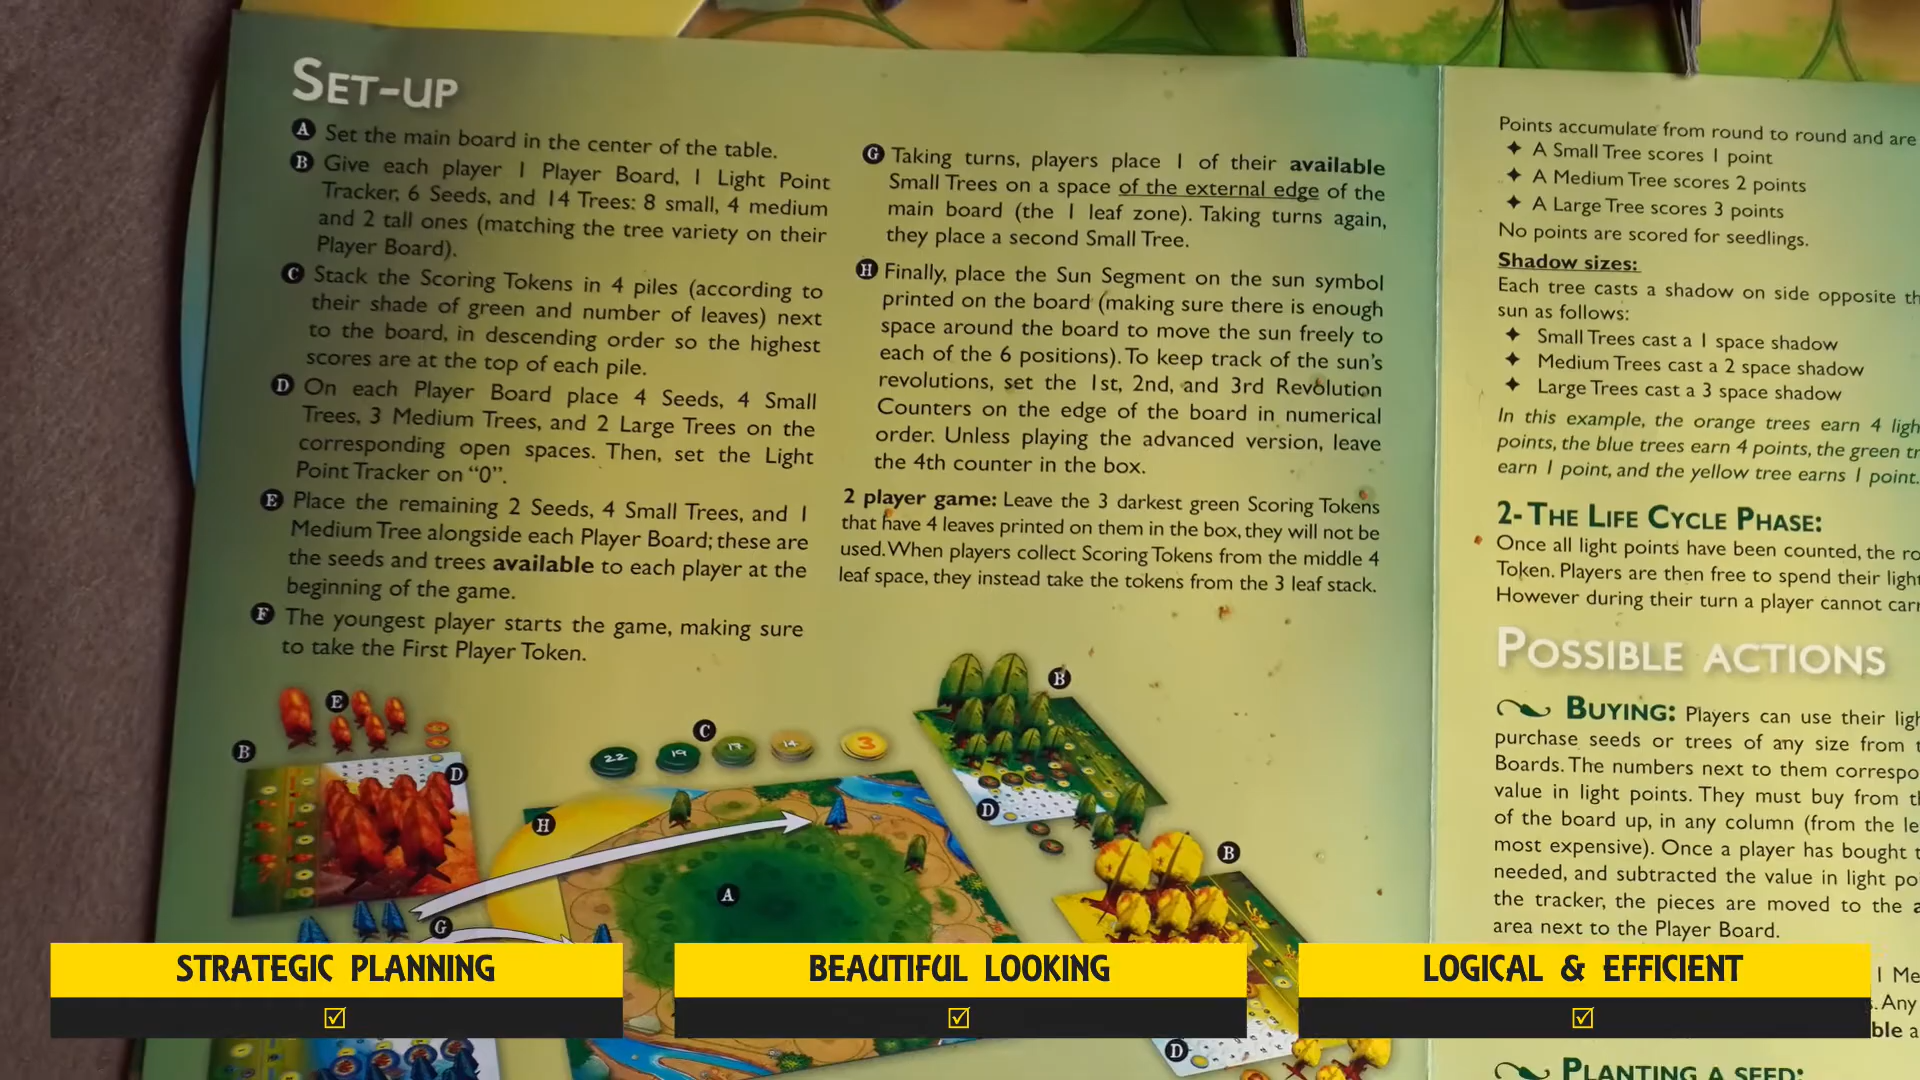 SET-UP
A Set the main board in the center of the table.
B Give each player 1 Player Board, 1 Light Point
Tracker, 6 Seeds, and 14 Trees: 8 small, 4 medium
and 2 tall ones (matching the tree variety on their
Player Board).
C Stack the Scoring Tokens in 4 piles (according to
their shade of green and number of leaves) next
to the board, in descending order so the highest
scores are at the top of each pile.
D On each Player Board place 4 Seeds, 4 Small
Trees, 3 Medium Trees, and 2 Large Trees on the
corresponding open spaces. Then, set the Light
Point Tracker on “0”.
E Place the remaining 2 Seeds, 4 Small Trees, and 1
Medium Tree alongside each Player Board; these are
the seeds and trees available to each player at the
beginning of the game.
F The youngest player starts the game, making sure
to take the First Player Token.
G Taking turns, players place 1 of their available
Small Trees on a space of the external edge of the
main board (the 1 leaf zone). Taking turns again,
they place a second Small Tree.
H Finally, place the Sun Segment on the sun symbol
printed on the board (making sure there is enough
space around the board to move the sun freely to
each of the 6 positions). To keep track of the sun's
revolutions, set the 1st, 2nd, and 3rd Revolution
Counters on the edge of the board in numerical
order. Unless playing the advanced version, leave
the 4th counter in the box.
2 player game: Leave the 3 darkest green Scoring Tokens
that have 4 leaves printed on them in the box, they will not be
used. When players collect Scoring Tokens from the middle 4
leaf space, they instead take the tokens from the 3 leaf stack.
E
B
D
C
22
19
17
14
3
B
D
H
A
G
B
D
Points accumulate from round to round and are
✦ A Small Tree scores 1 point
✦ A Medium Tree scores 2 points
✦ A Large Tree scores 3 points
No points are scored for seedlings.
Shadow sizes:
Each tree casts a shadow on side opposite
sun as follows:
✦ Small Trees cast a 1 space shadow
✦ Medium Trees cast a 2 space shadow
✦ Large Trees cast a 3 space shadow
In this example, the orange trees earn 4
points, the blue trees earn 4 points, the green
earn 1 point, and the yellow tree earns 1 point.
2- THE LIFE CYCLE PHASE:
Once all light points have been counted, the
Token. Players are then free to spend their
However during their turn a player cannot
POSSIBLE ACTIONS
BUYING: Players can use their
purchase seeds or trees of any size from
Boards. The numbers next to them
value in light points. They must buy from
of the board up, in any column (from the
most expensive). Once a player has bought
needed, and subtracted the value in light
the tracker, the pieces are moved to the
area next to the Player Board.
1
Any
PLANTING A SEED:
STRATEGIC PLANNING
☑
BEAUTIFUL LOOKING
☑
LOGICAL & EFFICIENT
☑